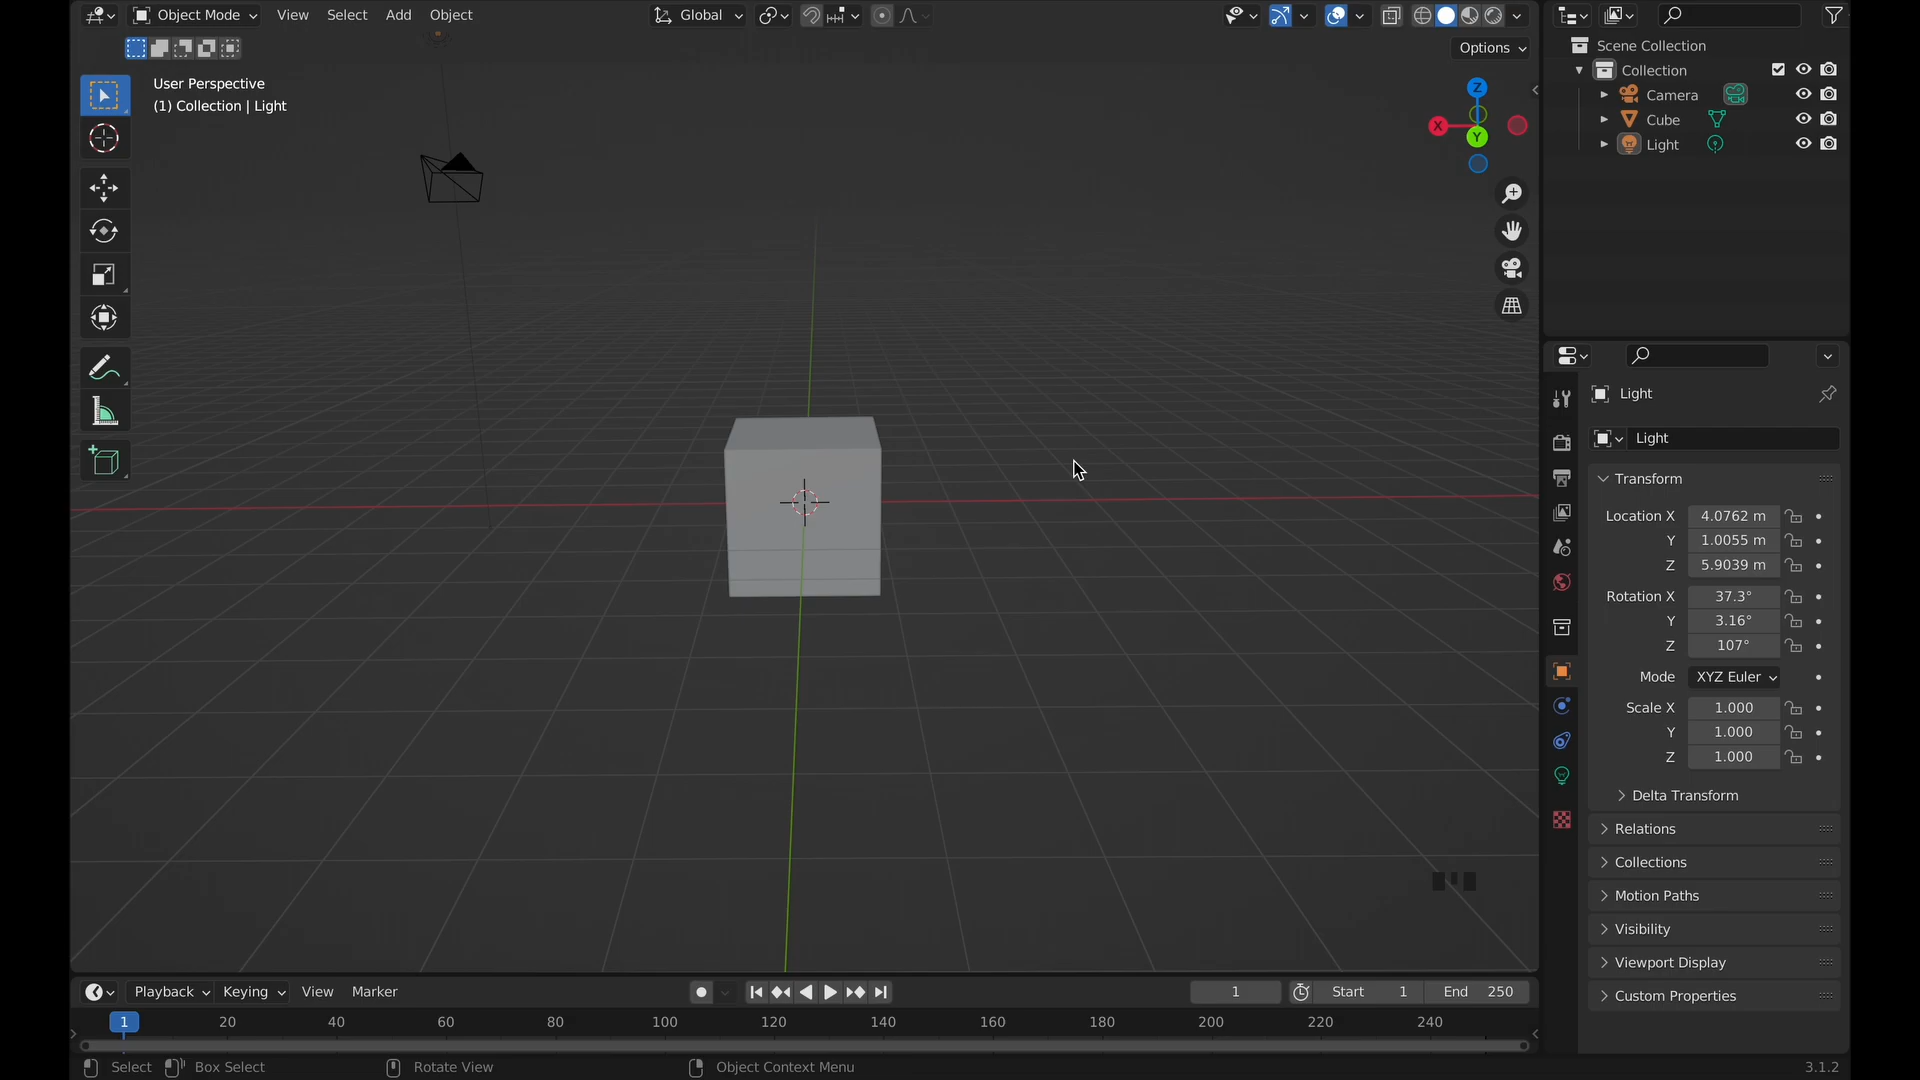 Object Mode View Select Add Object Global
Options
User Perspective
(1) Collection | Light
Z
X
Y
Scene Collection
Collection
Camera
Cube
Light
Light
Light
Transform
Location X 4.0762 m
Y 1.0055 m
Z 5.9039 m
Rotation X 37.3°
Y 3.16°
Z 107°
Mode XYZ Euler
Scale X 1.000
Y 1.000
Z 1.000
Delta Transform
Relations
Collections
Motion Paths
Visibility
Viewport Display
Custom Properties
Playback Keying View Marker 1 Start 1 End 250
1 20 40 60 80 100 120 140 160 180 200 220 240
Select Box Select Rotate View Object Context Menu 3.1.2